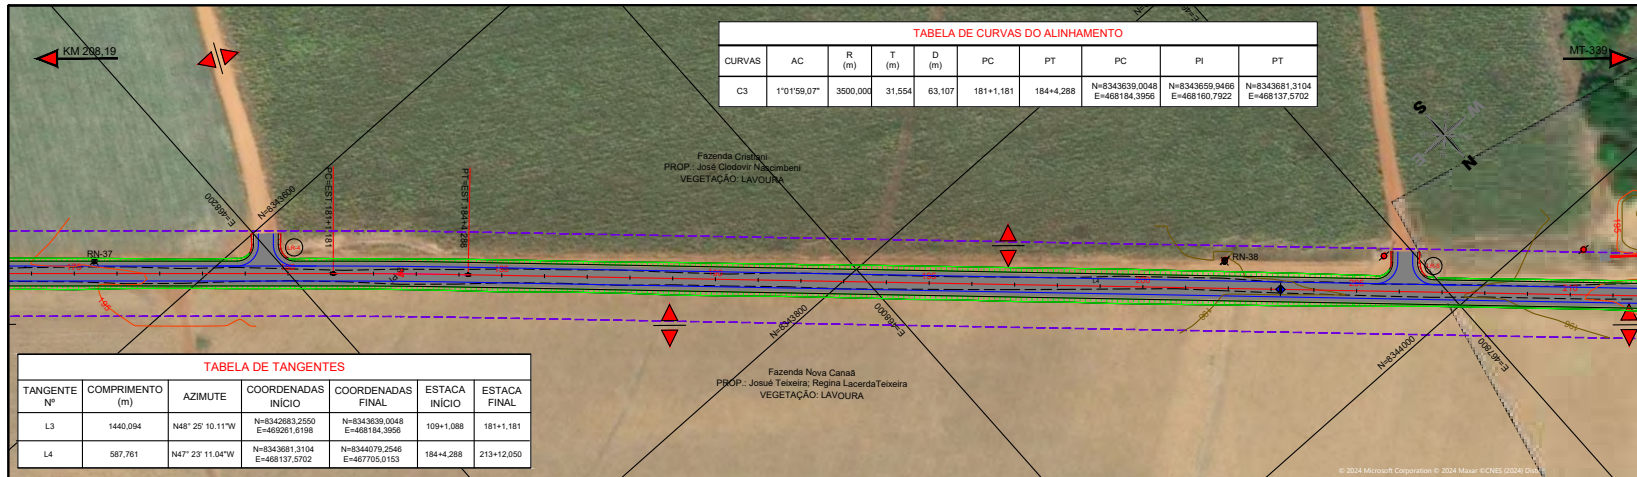 KM 208,19
MT-339
TABELA DE CURVAS DO ALINHAMENTO
CURVAS AC R (m) T (m) D (m) PC PT PC PI PT
C3 1°01'59,07" 3500,000 31,554 63,107 181+1,181 184+4,288 N=8343639,0048 N=8343659,9466 N=8343681,3104
E=468184,3956 E=468160,7922 E=468137,5702
S
N
Fazenda Cristiani
PROP.: José Clodovir Nascimbeni
VEGETAÇÃO: LAVOURA
E=468200
N=8343600
PC=EST.181+1,181
PT=EST.184+4,288
RN-37
RN-38
L4
195
195
N=8343800
E=468000
N=8344000
E=467800
Fazenda Nova Canaã
PROP.: Josué Teixeira; Regina LacerdaTeixeira
VEGETAÇÃO: LAVOURA
TABELA DE TANGENTES
TANGENTE Nº COMPRIMENTO (m) AZIMUTE COORDENADAS INÍCIO COORDENADAS FINAL ESTACA INÍCIO ESTACA FINAL
L3 1440,094 N48° 25' 10.11"W N=8342683,2550 N=8343639,0048 109+1,088 181+1,181
E=469261,6198 E=468184,3956
L4 587,761 N47° 23' 11.04"W N=8343681,3104 N=8344079,2546 184+4,288 213+12,050
E=468137,5702 E=467705,0153
© 2024 Microsoft Corporation © 2024 Maxar ©CNES (2024) Dist